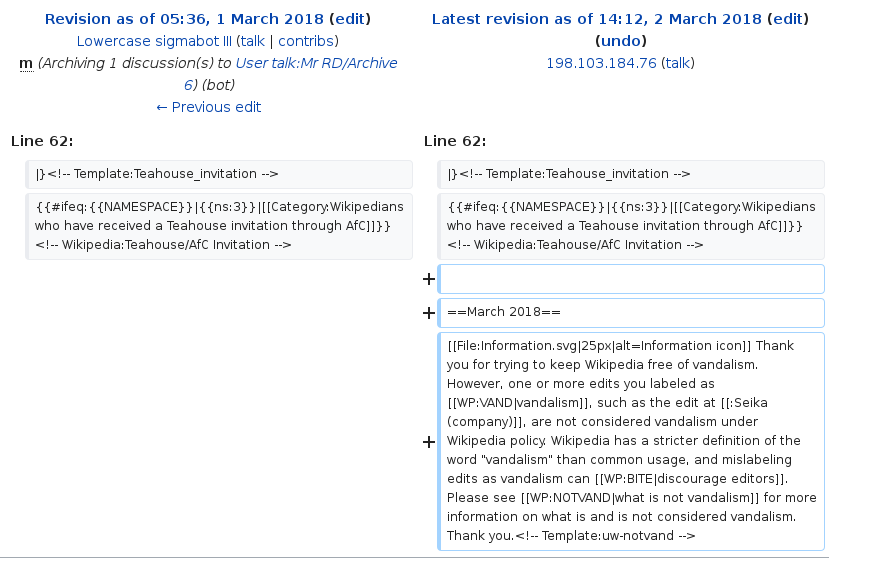 Revision as of 05:36, 1 March 2018 (edit)
Lowercase sigmabot III (talk | contribs)
m (Archiving 1 discussion(s) to User talk:Mr RD/Archive
6) (bot)
← Previous edit
Latest revision as of 14:12, 2 March 2018 (edit)
(undo)
198.103.184.76 (talk)
Line 62:
Line 62:
|}<!-- Template:Teahouse_invitation -->
|}<!-- Template:Teahouse_invitation -->
{{#ifeq:{{NAMESPACE}}|{{ns:3}}|[[Category:Wikipedians
who have received a Teahouse invitation through AfC]]}}
<!-- Wikipedia:Teahouse/AfC Invitation -->
{{#ifeq:{{NAMESPACE}}|{{ns:3}}|[[Category:Wikipedians
who have received a Teahouse invitation through AfC]]}}
<!-- Wikipedia:Teahouse/AfC Invitation -->
+
+ ==March 2018==
+ [[File:Information.svg|25px|alt=Information icon]] Thank
you for trying to keep Wikipedia free of vandalism.
However, one or more edits you labeled as
[[WP:VAND|vandalism]], such as the edit at [[:Seika
(company)]], are not considered vandalism under
Wikipedia policy. Wikipedia has a stricter definition of the
word "vandalism" than common usage, and mislabeling
edits as vandalism can [[WP:BITE|discourage editors]].
Please see [[WP:NOTVAND|what is not vandalism]] for more
information on what is and is not considered vandalism.
Thank you.<!-- Template:uw-notvand -->